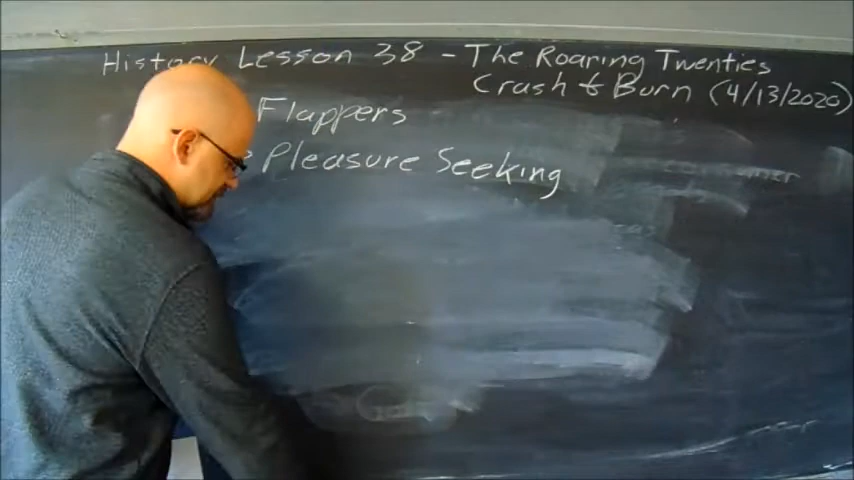 History Lesson 38 - The Roaring Twenties
Crash & Burn (4/13/2020)
Flappers
Pleasure Seeking